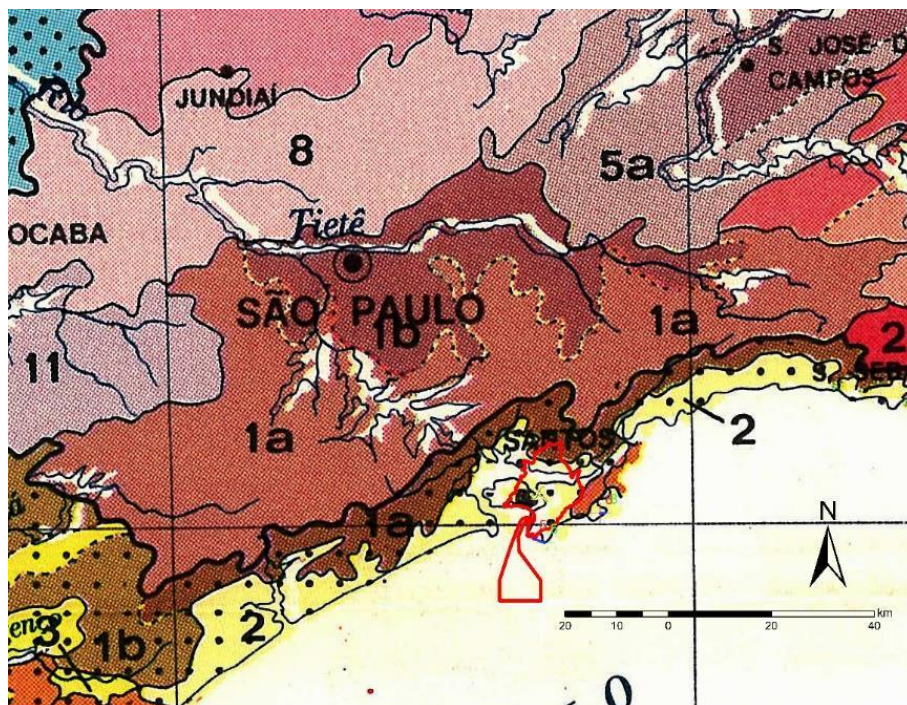 S. JOSÉ D
CAMPOS
JUNDIAÍ
8
5a
Tietê
OCABA
SÃO PAULO
1b
1a
2
11
1a
SANTOS
2
1a
N
km
20 10 0 20 40
3
2
1b
O